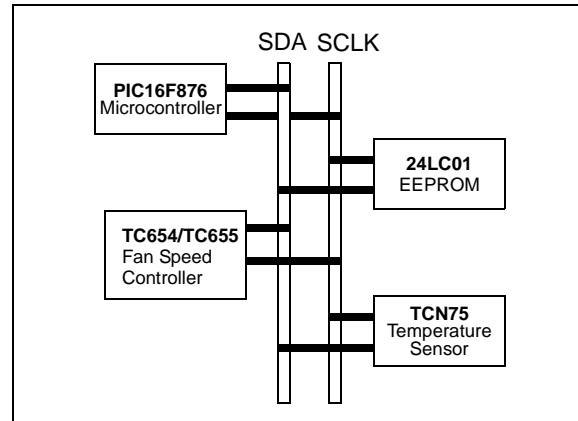 SDA SCLK
PIC16F876
Microcontroller
24LC01
EEPROM
TC654/TC655
Fan Speed
Controller
TCN75
Temperature
Sensor